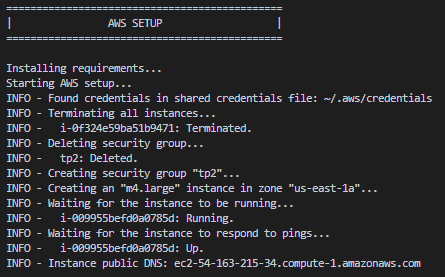 ==============================================
| AWS SETUP |
==============================================
Installing requirements...
Starting AWS setup...
INFO - Found credentials in shared credentials file: ~/.aws/credentials
INFO - Terminating all instances...
INFO - i-0f324e59ba51b9471: Terminated.
INFO - Deleting security group...
INFO - tp2: Deleted.
INFO - Creating security group "tp2"...
INFO - Creating an "m4.large" instance in zone "us-east-1a"...
INFO - Waiting for the instance to be running...
INFO - i-009955befd0a0785d: Running.
INFO - Waiting for the instance to respond to pings...
INFO - i-009955befd0a0785d: Up.
INFO - Instance public DNS: ec2-54-163-215-34.compute-1.amazonaws.com